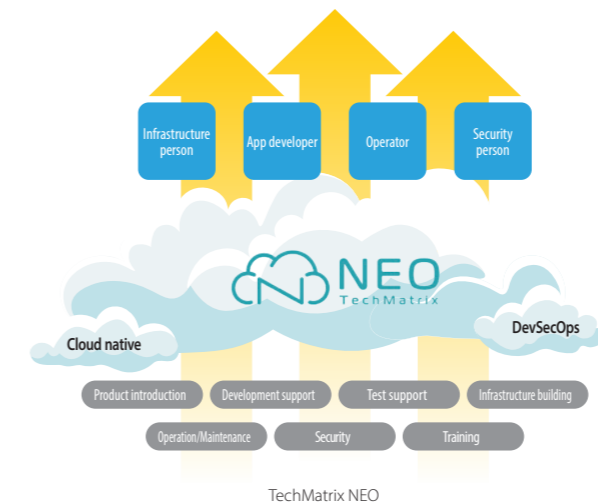 Infrastructure
person
App developer
Operator
Security
person
NEO
TechMatrix
Cloud native
DevSecOps
Product introduction
Development support
Test support
Infrastructure building
Operation/Maintenance
Security
Training
TechMatrix NEO